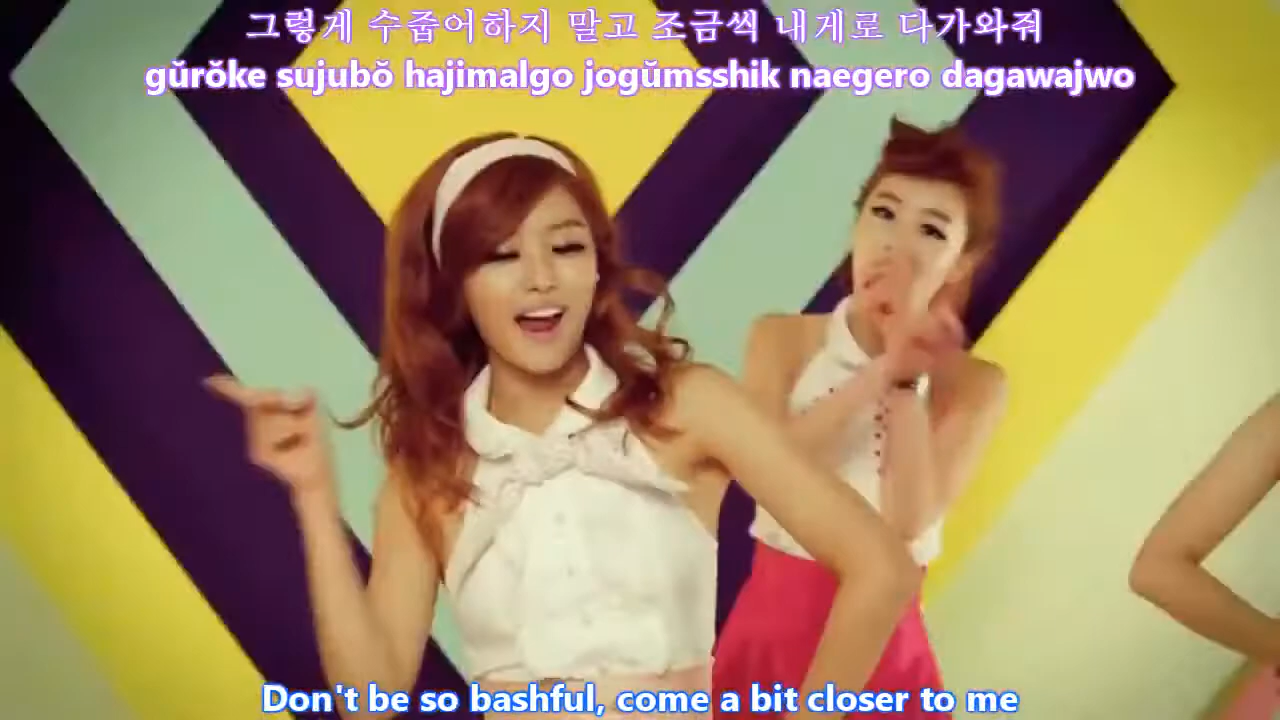 그렇게 수줍어하지 말고 조금씩 내게로 다가와줘
gŭrŏke sujubŏ hajimalgo jogŭmsshik naegero dagawajwo
Don't be so bashful, come a bit closer to me